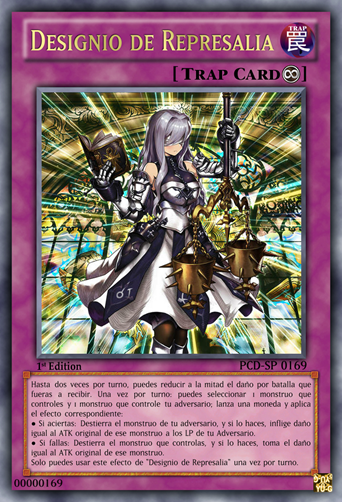 Designio de Represalia
TRAP
罠
[Trap Card∞]
1st Edition
PCD-SP 0169
Hasta dos veces por turno, puedes reducir a la mitad el daño por batalla que
fueras a recibir. Una vez por turno: puedes seleccionar 1 monstruo que
controles y 1 monstruo que controle tu adversario; lanza una moneda y aplica
el efecto correspondiente:
● Si aciertas: Destierra el monstruo de tu adversario, y si lo haces, inflige daño
igual al ATK original de ese monstruo a los LP de tu Adversario.
● Si fallas: Destierra el monstruo que controlas, y si lo haces, toma el daño
igual al ATK original de ese monstruo.
Solo puedes usar este efecto de "Designio de Represalia" una vez por turno.
00000169